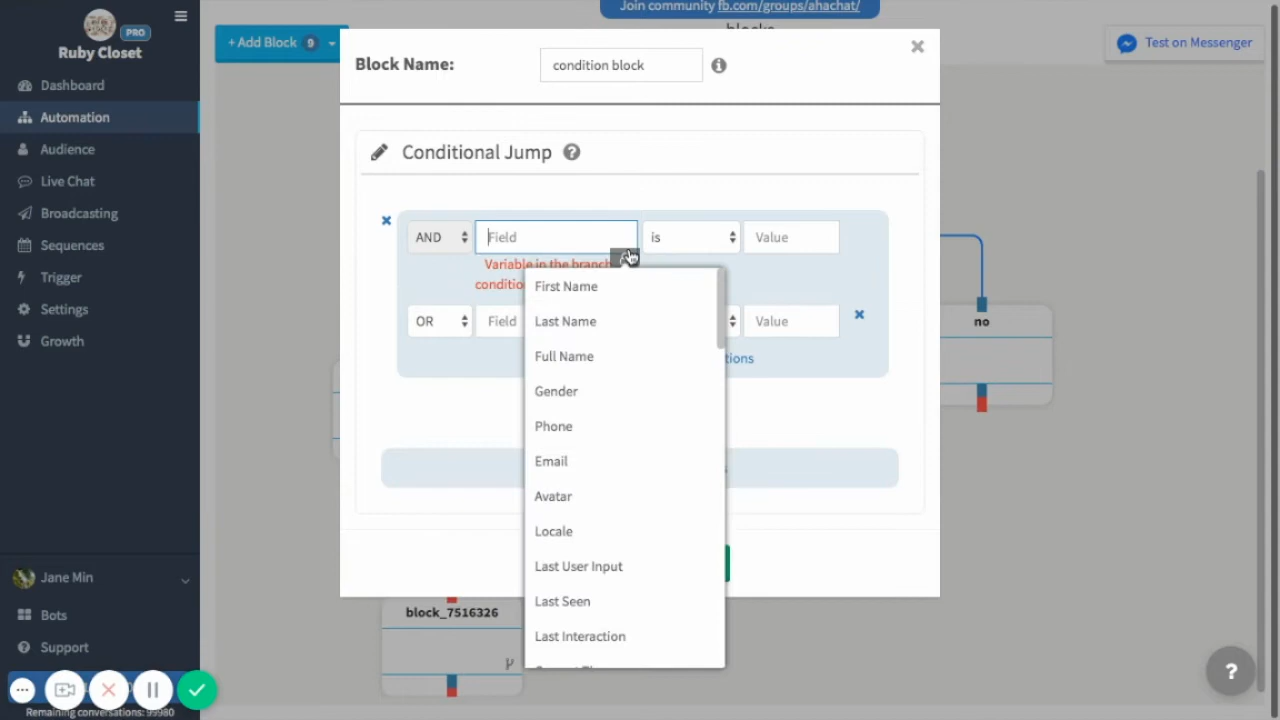 Join community fb.com/groups/ahachat/
blocks
PRO
Ruby Closet
+ Add Block 9
Test on Messenger
Block Name:
condition block
Dashboard
Automation
Audience
Live Chat
Broadcasting
Sequences
Trigger
Settings
Growth
Conditional Jump
AND
Field
is
Value
Variable in the branch
OR
Field
Value
no
First Name
Last Name
Full Name
Gender
Phone
Email
Avatar
Locale
Last User Input
Last Seen
Last Interaction
block_7516326
Jane Min
Bots
Support
Remaining conversations: 99980
?